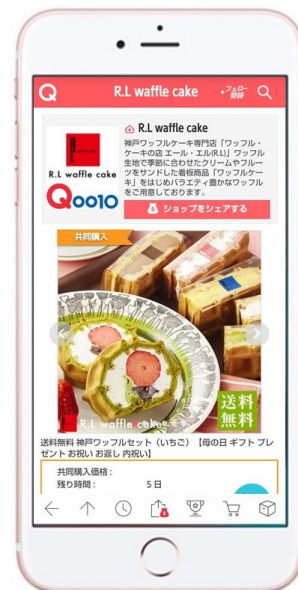 R.L waffle cake
+フォロー
登録
R.L waffle cake
神戸ワッフルケーキ専門店「ワッフル・
ケーキの店 エール・エル(R.L)」ワッフル
生地で季節に合わせたクリームやフルー
ツをサンドした看板商品「ワッフルケー
キ」をはじめバラエティ豊かなワッフル
をご用意しております。
R.L waffle cake
Qoo10
ショップをシェアする
共同購入
R.L waffle cake
送料
無料
送料無料 神戸ワッフルセット（いちご）【母の日 ギフト プレ
ゼント お祝い お返し 内祝い】
共同購入価格 :
残り時間 : 5 日